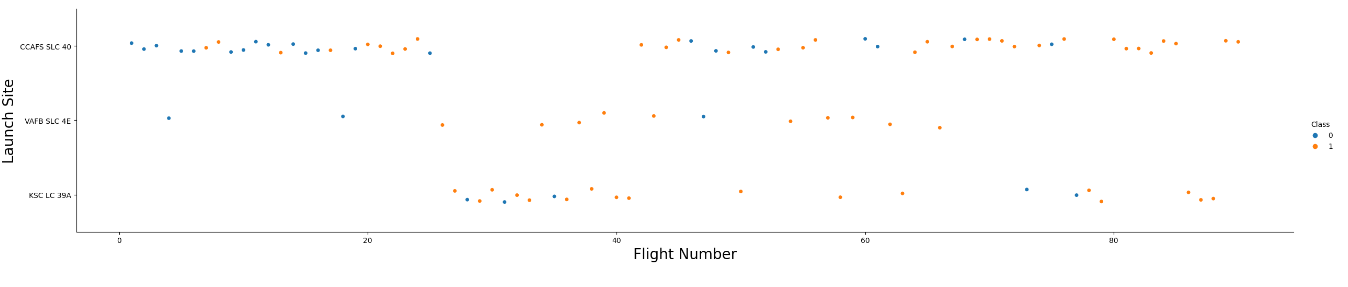 Launch Site
CCAFS SLC 40
VAFB SLC 4E
KSC LC 39A
0 20 40 60 80
Flight Number
Class
0
1